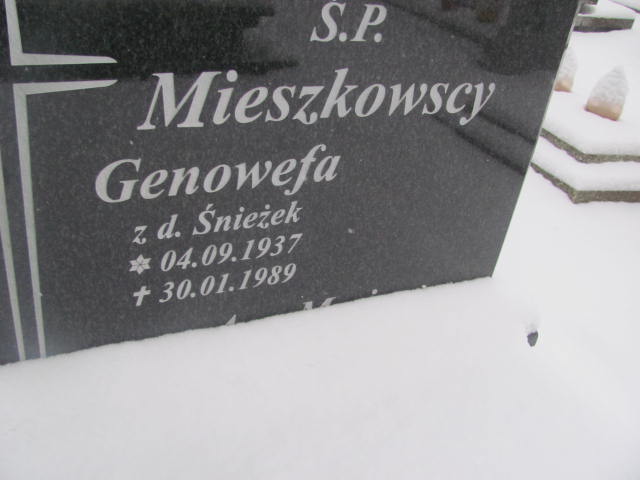 Ś.P.
Mieszkowscy
Genowefa
z d. Śnieżek
04.09.1937
30.01.1989